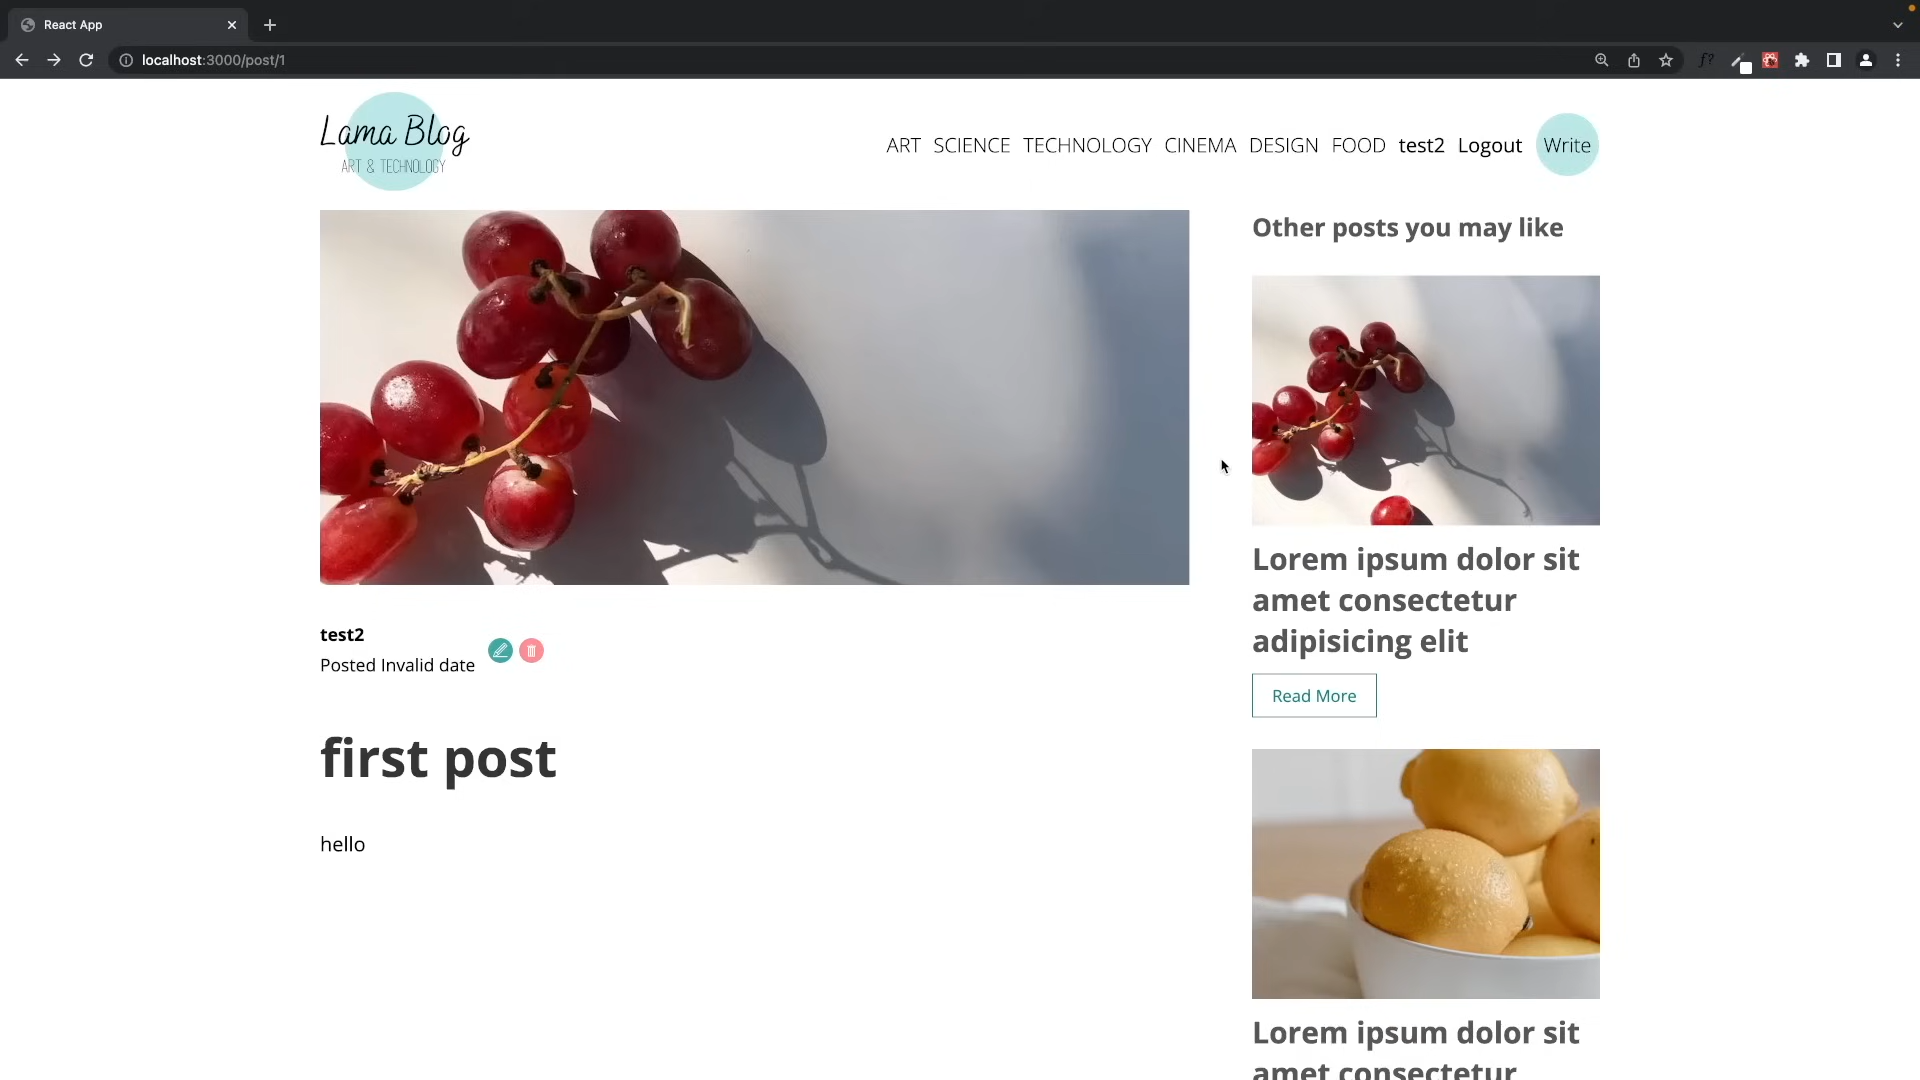 React App
localhost:3000/post/1
f?
Lama Blog
ART & TECHNOLOGY
ART SCIENCE TECHNOLOGY CINEMA DESIGN FOOD test2 Logout Write
Other posts you may like
Lorem ipsum dolor sit
amet consectetur
adipisicing elit
Read More
test2
Posted Invalid date
first post
hello
Lorem ipsum dolor sit
amet consectetur